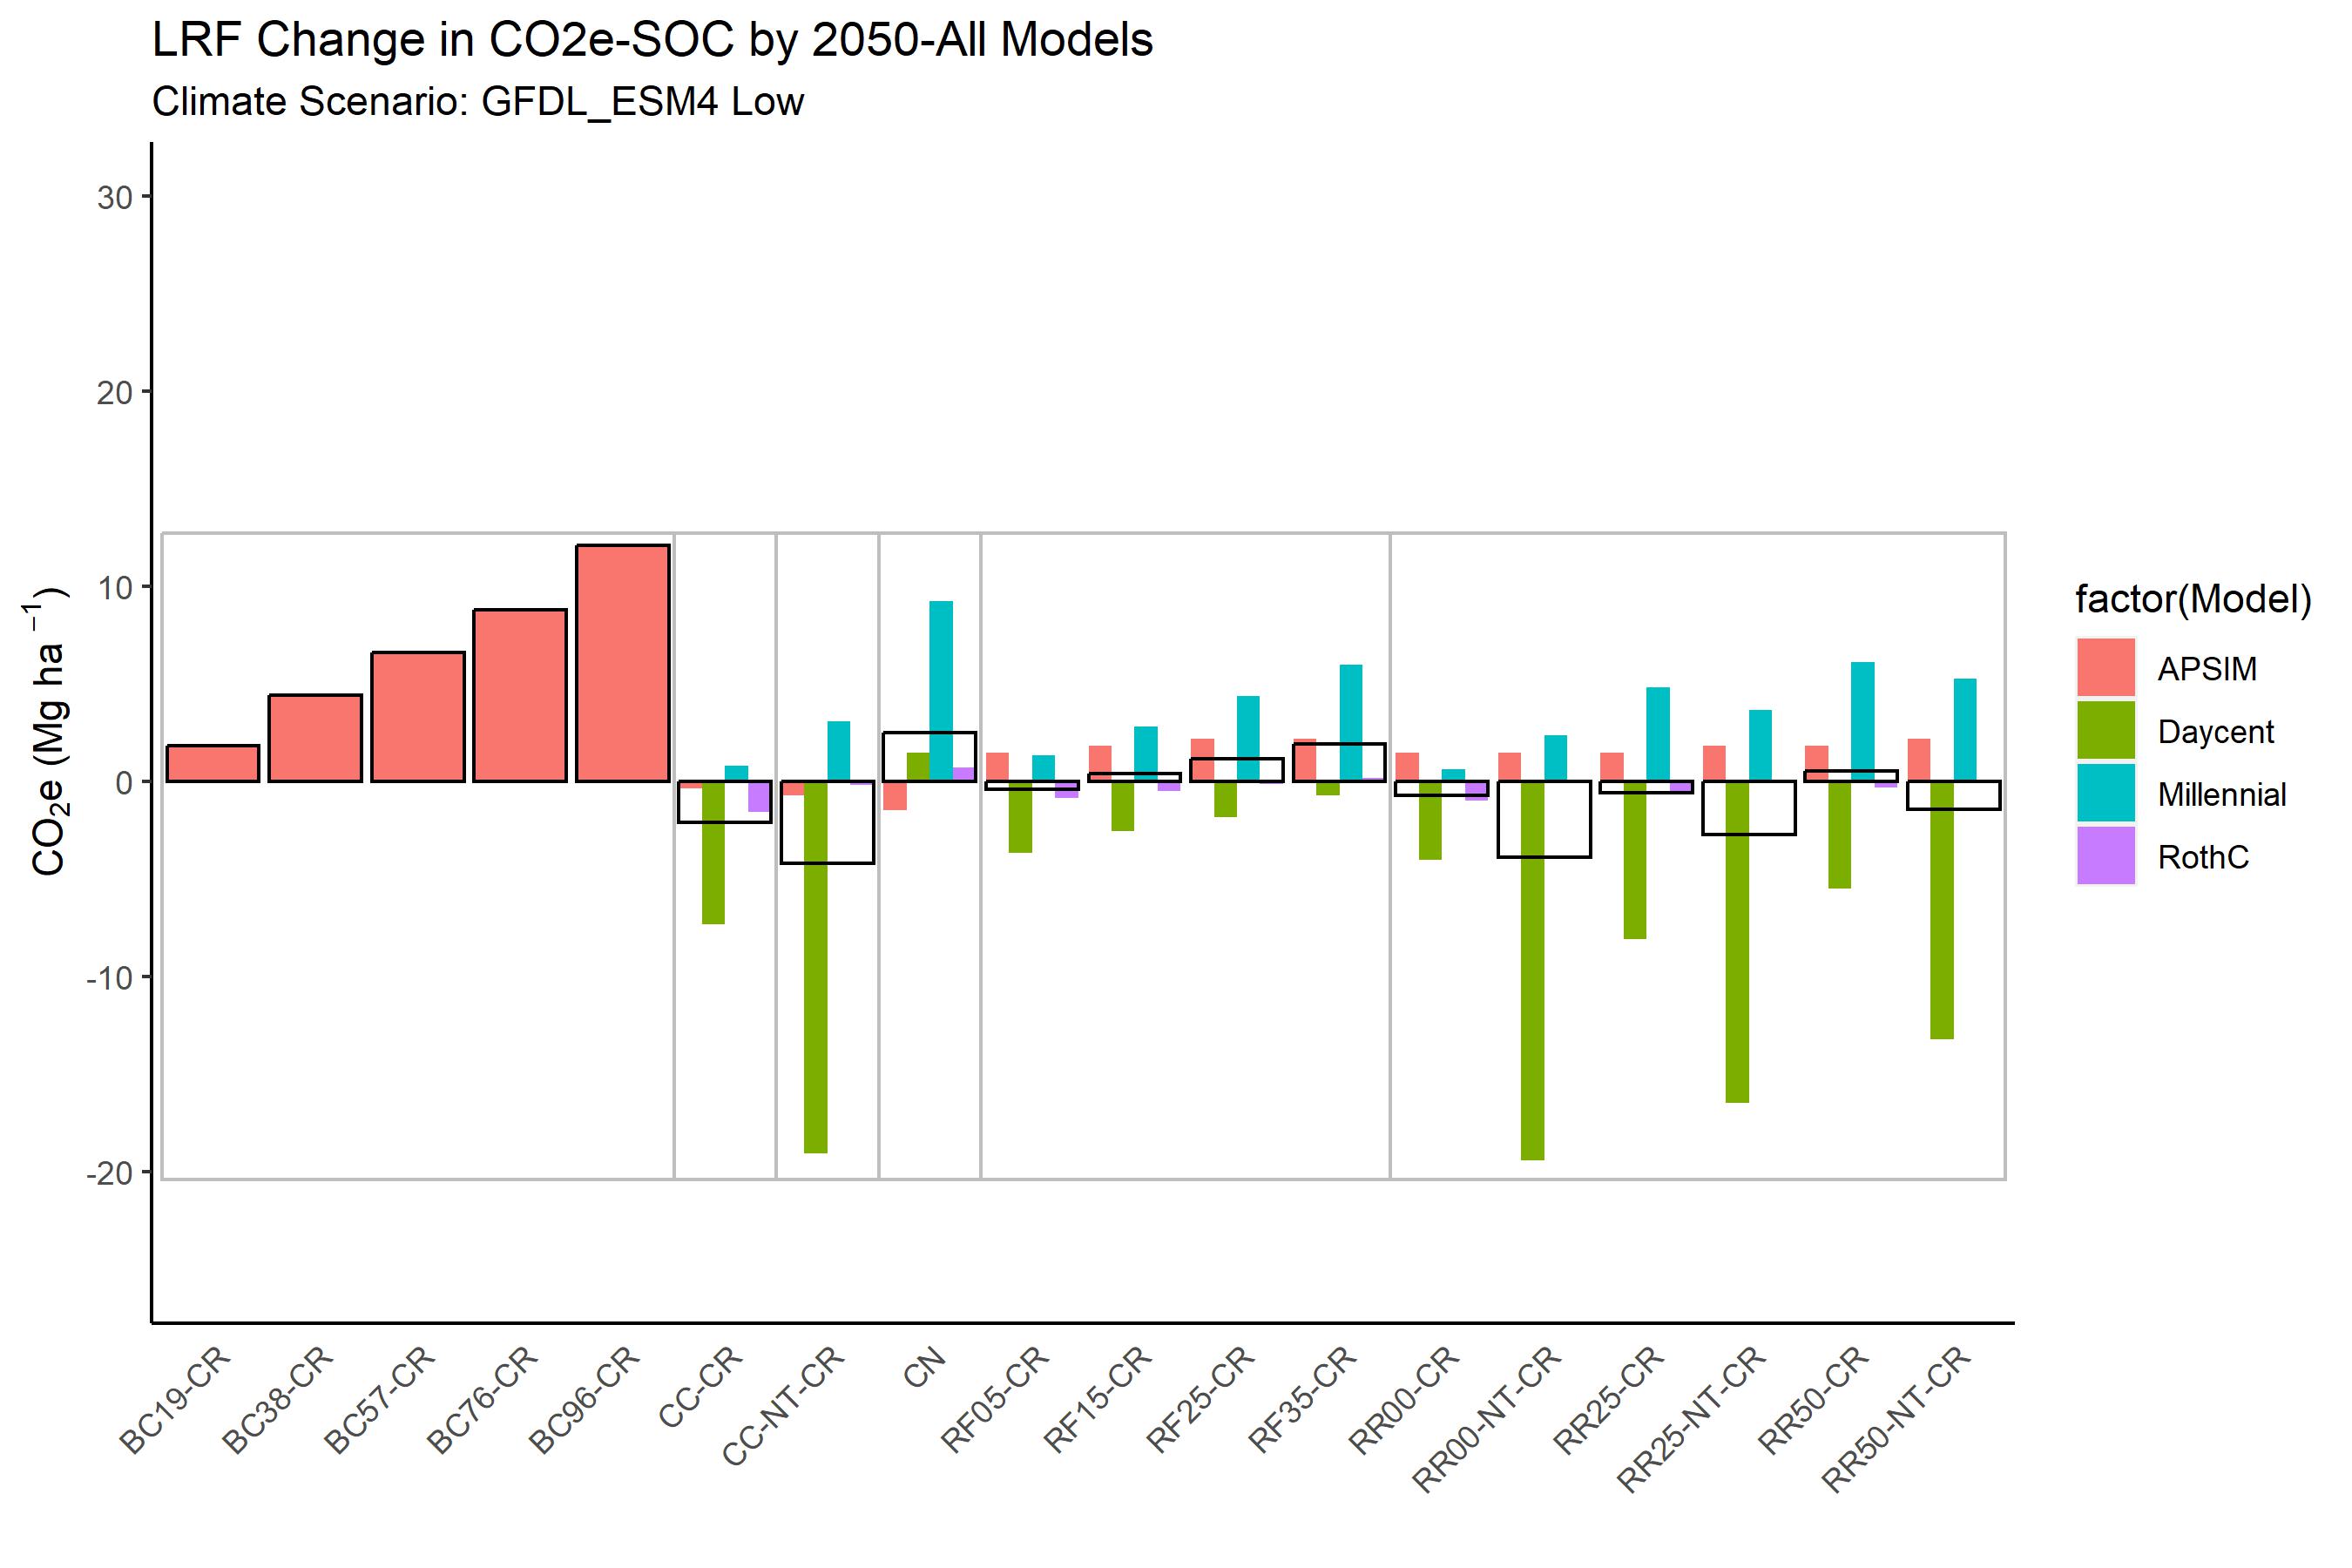 LRF Change in CO2e-SOC by 2050-All Models
Climate Scenario: GFDL_ESM4 Low
30
20
10
0
-10
-20
CO₂e (Mg ha ⁻¹)
BC19-CR
BC38-CR
BC57-CR
BC76-CR
BC96-CR
CC-CR
CC-NT-CR
CN
RF05-CR
RF15-CR
RF25-CR
RF35-CR
RR00-CR
RR00-NT-CR
RR25-CR
RR25-NT-CR
RR50-CR
RR50-NT-CR
factor(Model)
APSIM
Daycent
Millennial
RothC